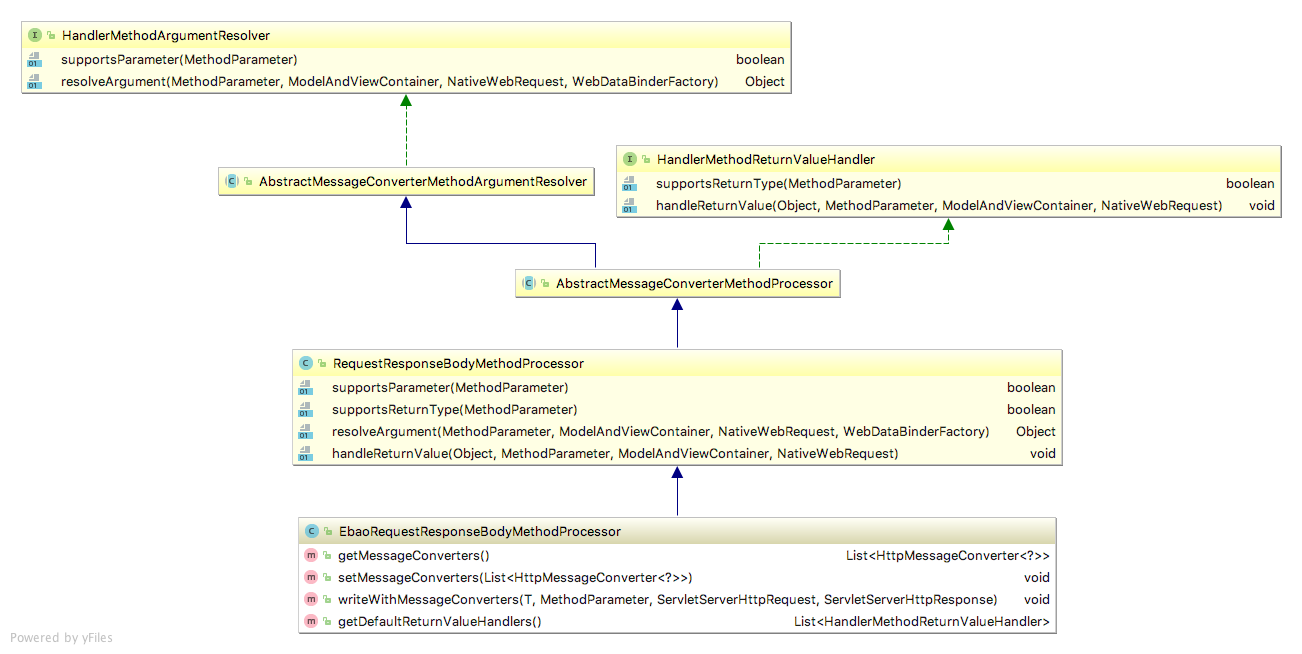 HandlerMethodArgumentResolver
supportsParameter(MethodParameter) boolean
resolveArgument(MethodParameter, ModelAndViewContainer, NativeWebRequest, WebDataBinderFactory) Object
AbstractMessageConverterMethodArgumentResolver
HandlerMethodReturnValueHandler
supportsReturnType(MethodParameter) boolean
handleReturnValue(Object, MethodParameter, ModelAndViewContainer, NativeWebRequest) void
AbstractMessageConverterMethodProcessor
RequestResponseBodyMethodProcessor
supportsParameter(MethodParameter) boolean
supportsReturnType(MethodParameter) boolean
resolveArgument(MethodParameter, ModelAndViewContainer, NativeWebRequest, WebDataBinderFactory) Object
handleReturnValue(Object, MethodParameter, ModelAndViewContainer, NativeWebRequest) void
EbaoRequestResponseBodyMethodProcessor
getMessageConverters() List<HttpMessageConverter<?>>
setMessageConverters(List<HttpMessageConverter<?>>) void
writeWithMessageConverters(T, MethodParameter, ServletServerHttpRequest, ServletServerHttpResponse) void
getDefaultReturnValueHandlers() List<HandlerMethodReturnValueHandler>
Powered by yFiles